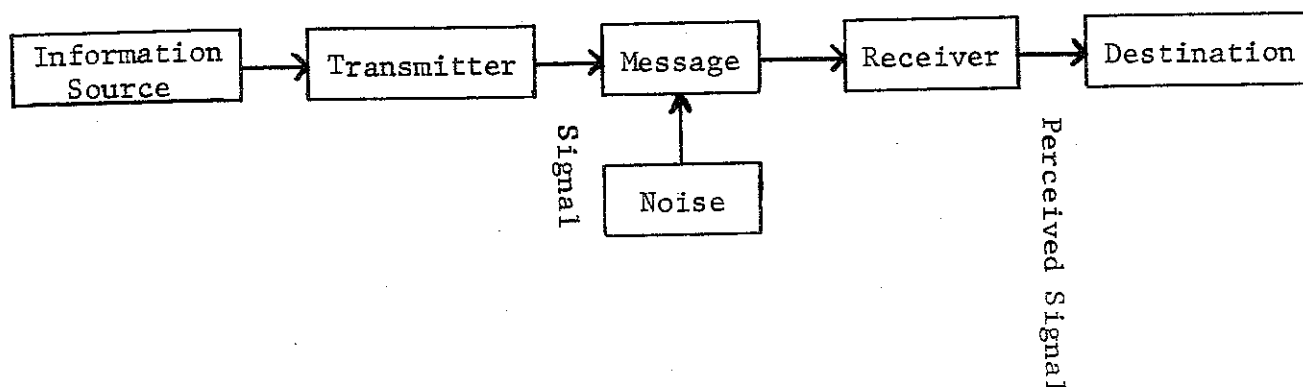 Information
Source
Transmitter
Message
Receiver
Destination
Signal
Noise
Perceived Signal